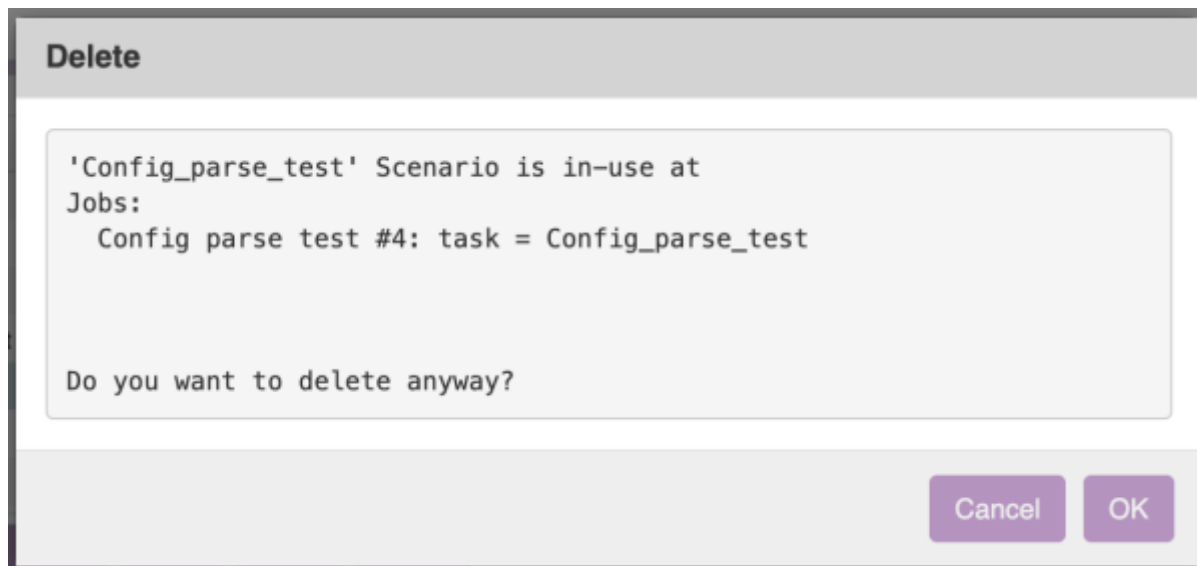 Delete
'Config_parse_test' Scenario is in-use at
Jobs:
  Config parse test #4: task = Config_parse_test
Do you want to delete anyway?
Cancel OK